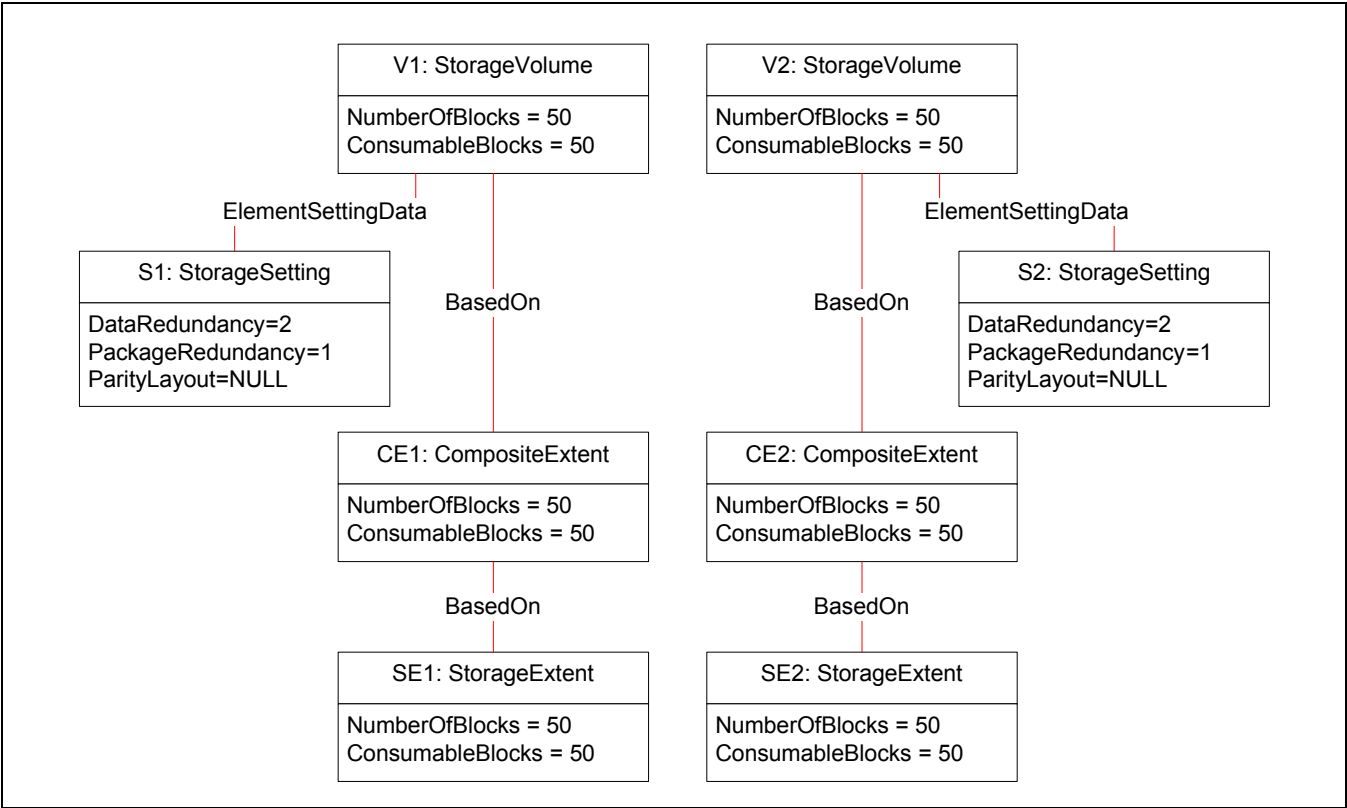 V1: StorageVolume
NumberOfBlocks = 50
ConsumableBlocks = 50
V2: StorageVolume
NumberOfBlocks = 50
ConsumableBlocks = 50
ElementSettingData
ElementSettingData
S1: StorageSetting
DataRedundancy=2
PackageRedundancy=1
ParityLayout=NULL
BasedOn
BasedOn
S2: StorageSetting
DataRedundancy=2
PackageRedundancy=1
ParityLayout=NULL
CE1: CompositeExtent
NumberOfBlocks = 50
ConsumableBlocks = 50
CE2: CompositeExtent
NumberOfBlocks = 50
ConsumableBlocks = 50
BasedOn
BasedOn
SE1: StorageExtent
NumberOfBlocks = 50
ConsumableBlocks = 50
SE2: StorageExtent
NumberOfBlocks = 50
ConsumableBlocks = 50